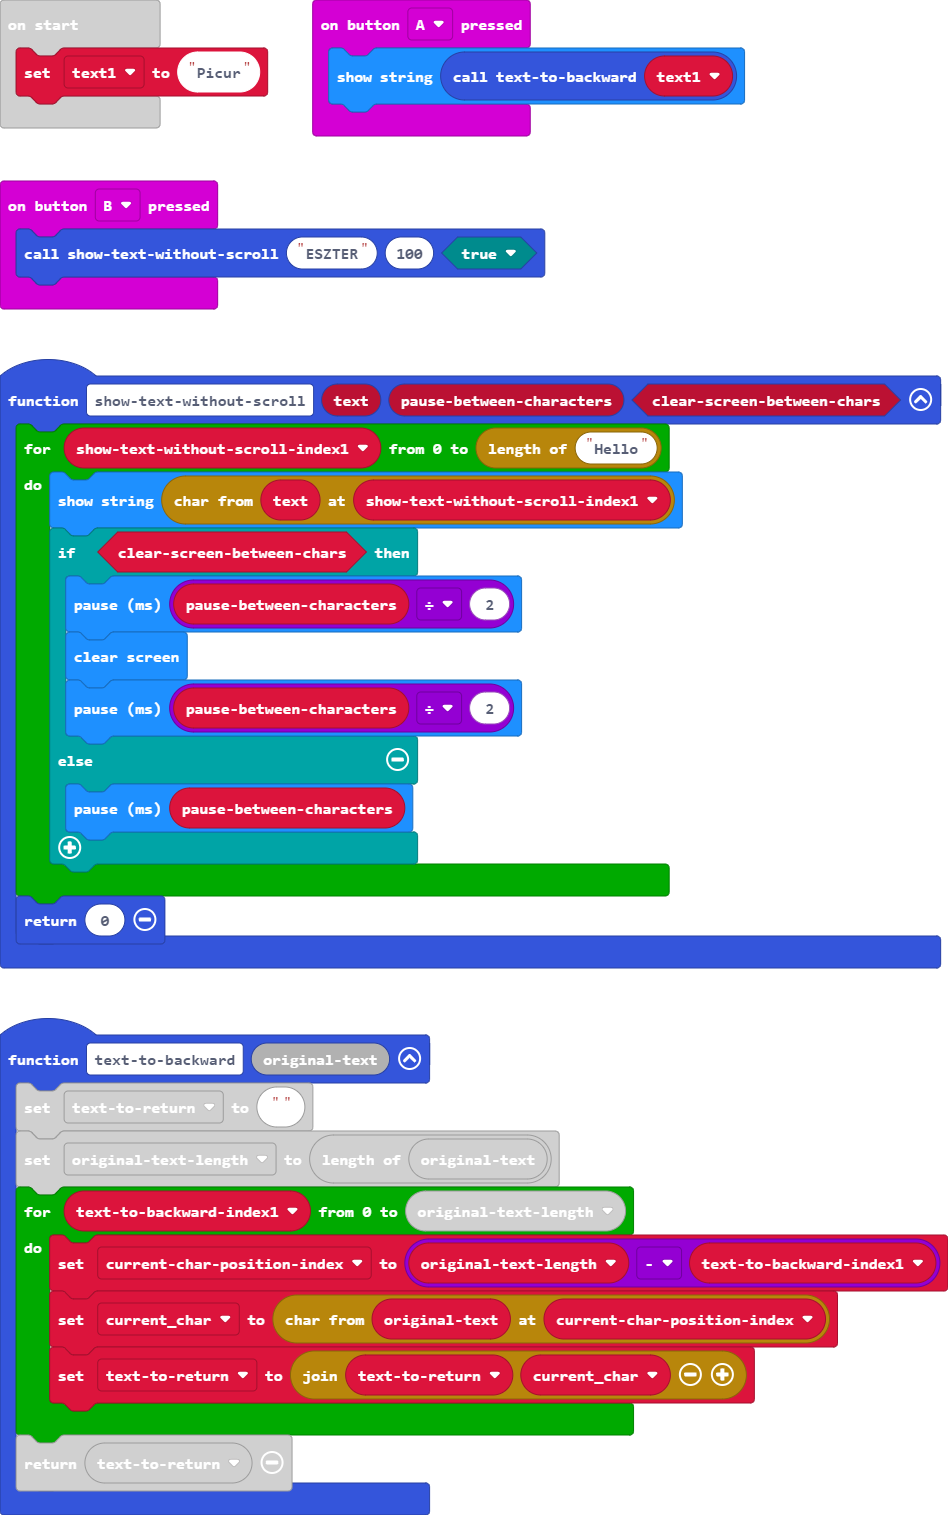 on start
set text1 to "Picur"
on button A pressed
show string call text-to-backward text1
on button B pressed
call show-text-without-scroll "ESZTER" 100 true
function show-text-without-scroll text pause-between-characters clear-screen-between-chars
for show-text-without-scroll-index1 from 0 to length of "Hello"
do
show string char from text at show-text-without-scroll-index1
if clear-screen-between-chars then
pause (ms) pause-between-characters ÷ 2
clear screen
pause (ms) pause-between-characters ÷ 2
else
pause (ms) pause-between-characters
return 0
function text-to-backward original-text
set text-to-return to " "
set original-text-length to length of original-text
for text-to-backward-index1 from 0 to original-text-length
do
set current-char-position-index to original-text-length - text-to-backward-index1
set current_char to char from original-text at current-char-position-index
set text-to-return to join text-to-return current_char
return text-to-return